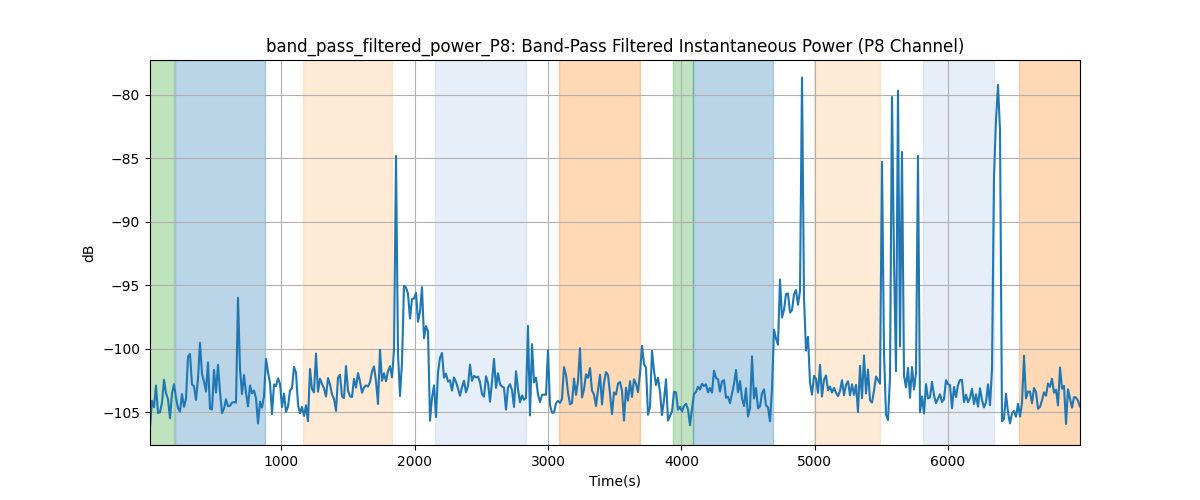 band_pass_filtered_power_P8: Band-Pass Filtered Instantaneous Power (P8 Channel)
dB
−80
−85
−90
−95
−100
−105
1000 2000 3000 4000 5000 6000
Time(s)